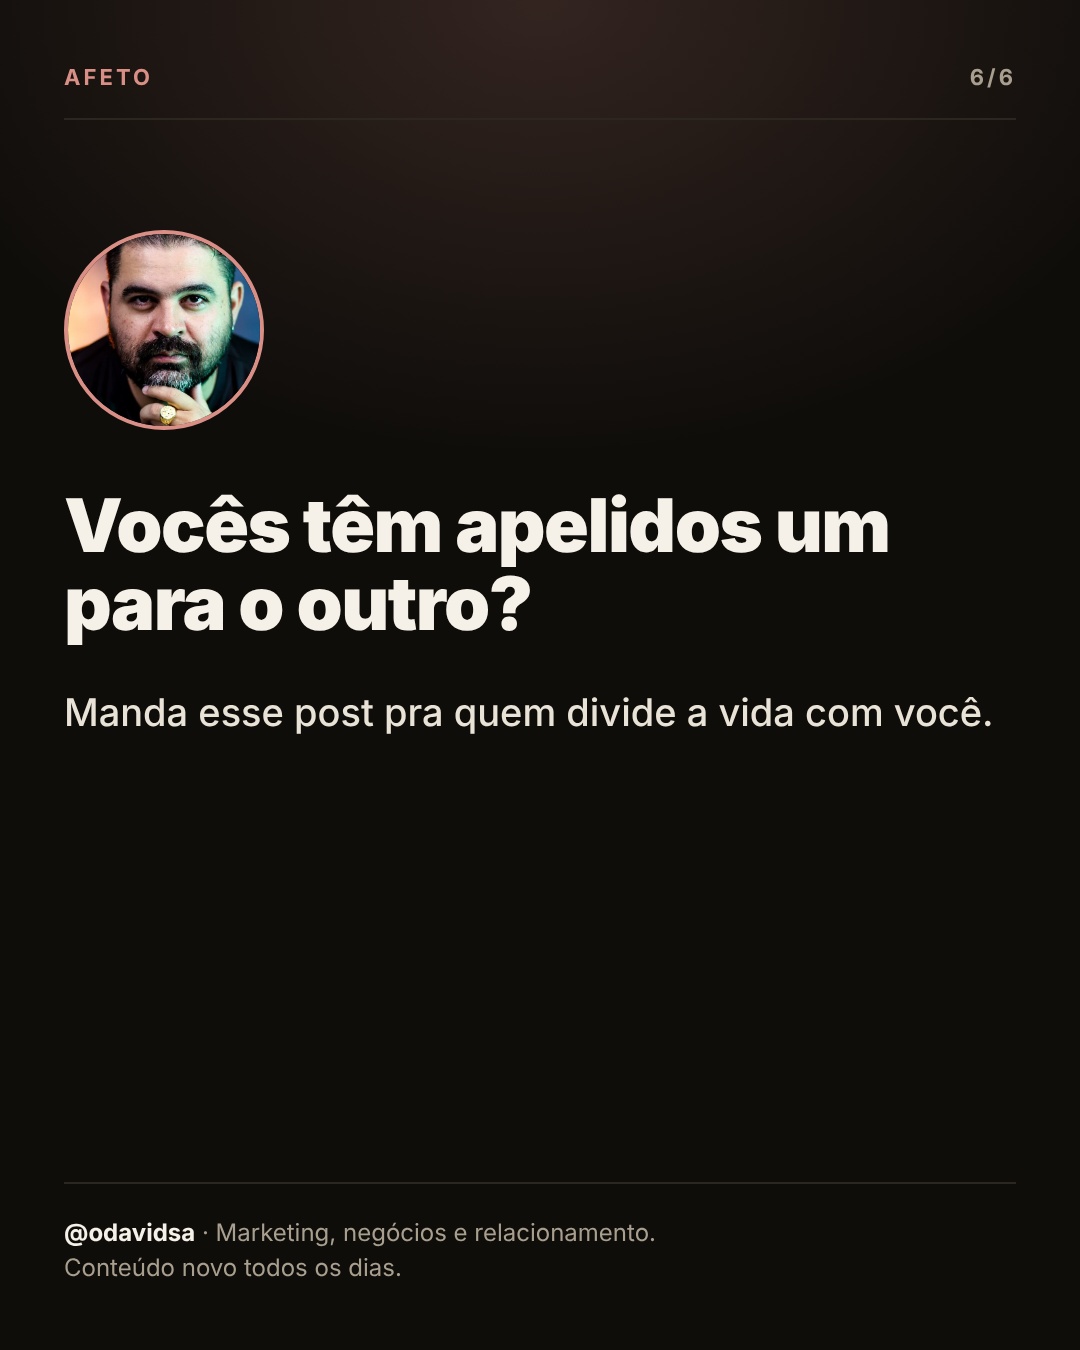 AFETO
6/6
Vocês têm apelidos um
para o outro?
Manda esse post pra quem divide a vida com você.
@odavidsa · Marketing, negócios e relacionamento.
Conteúdo novo todos os dias.